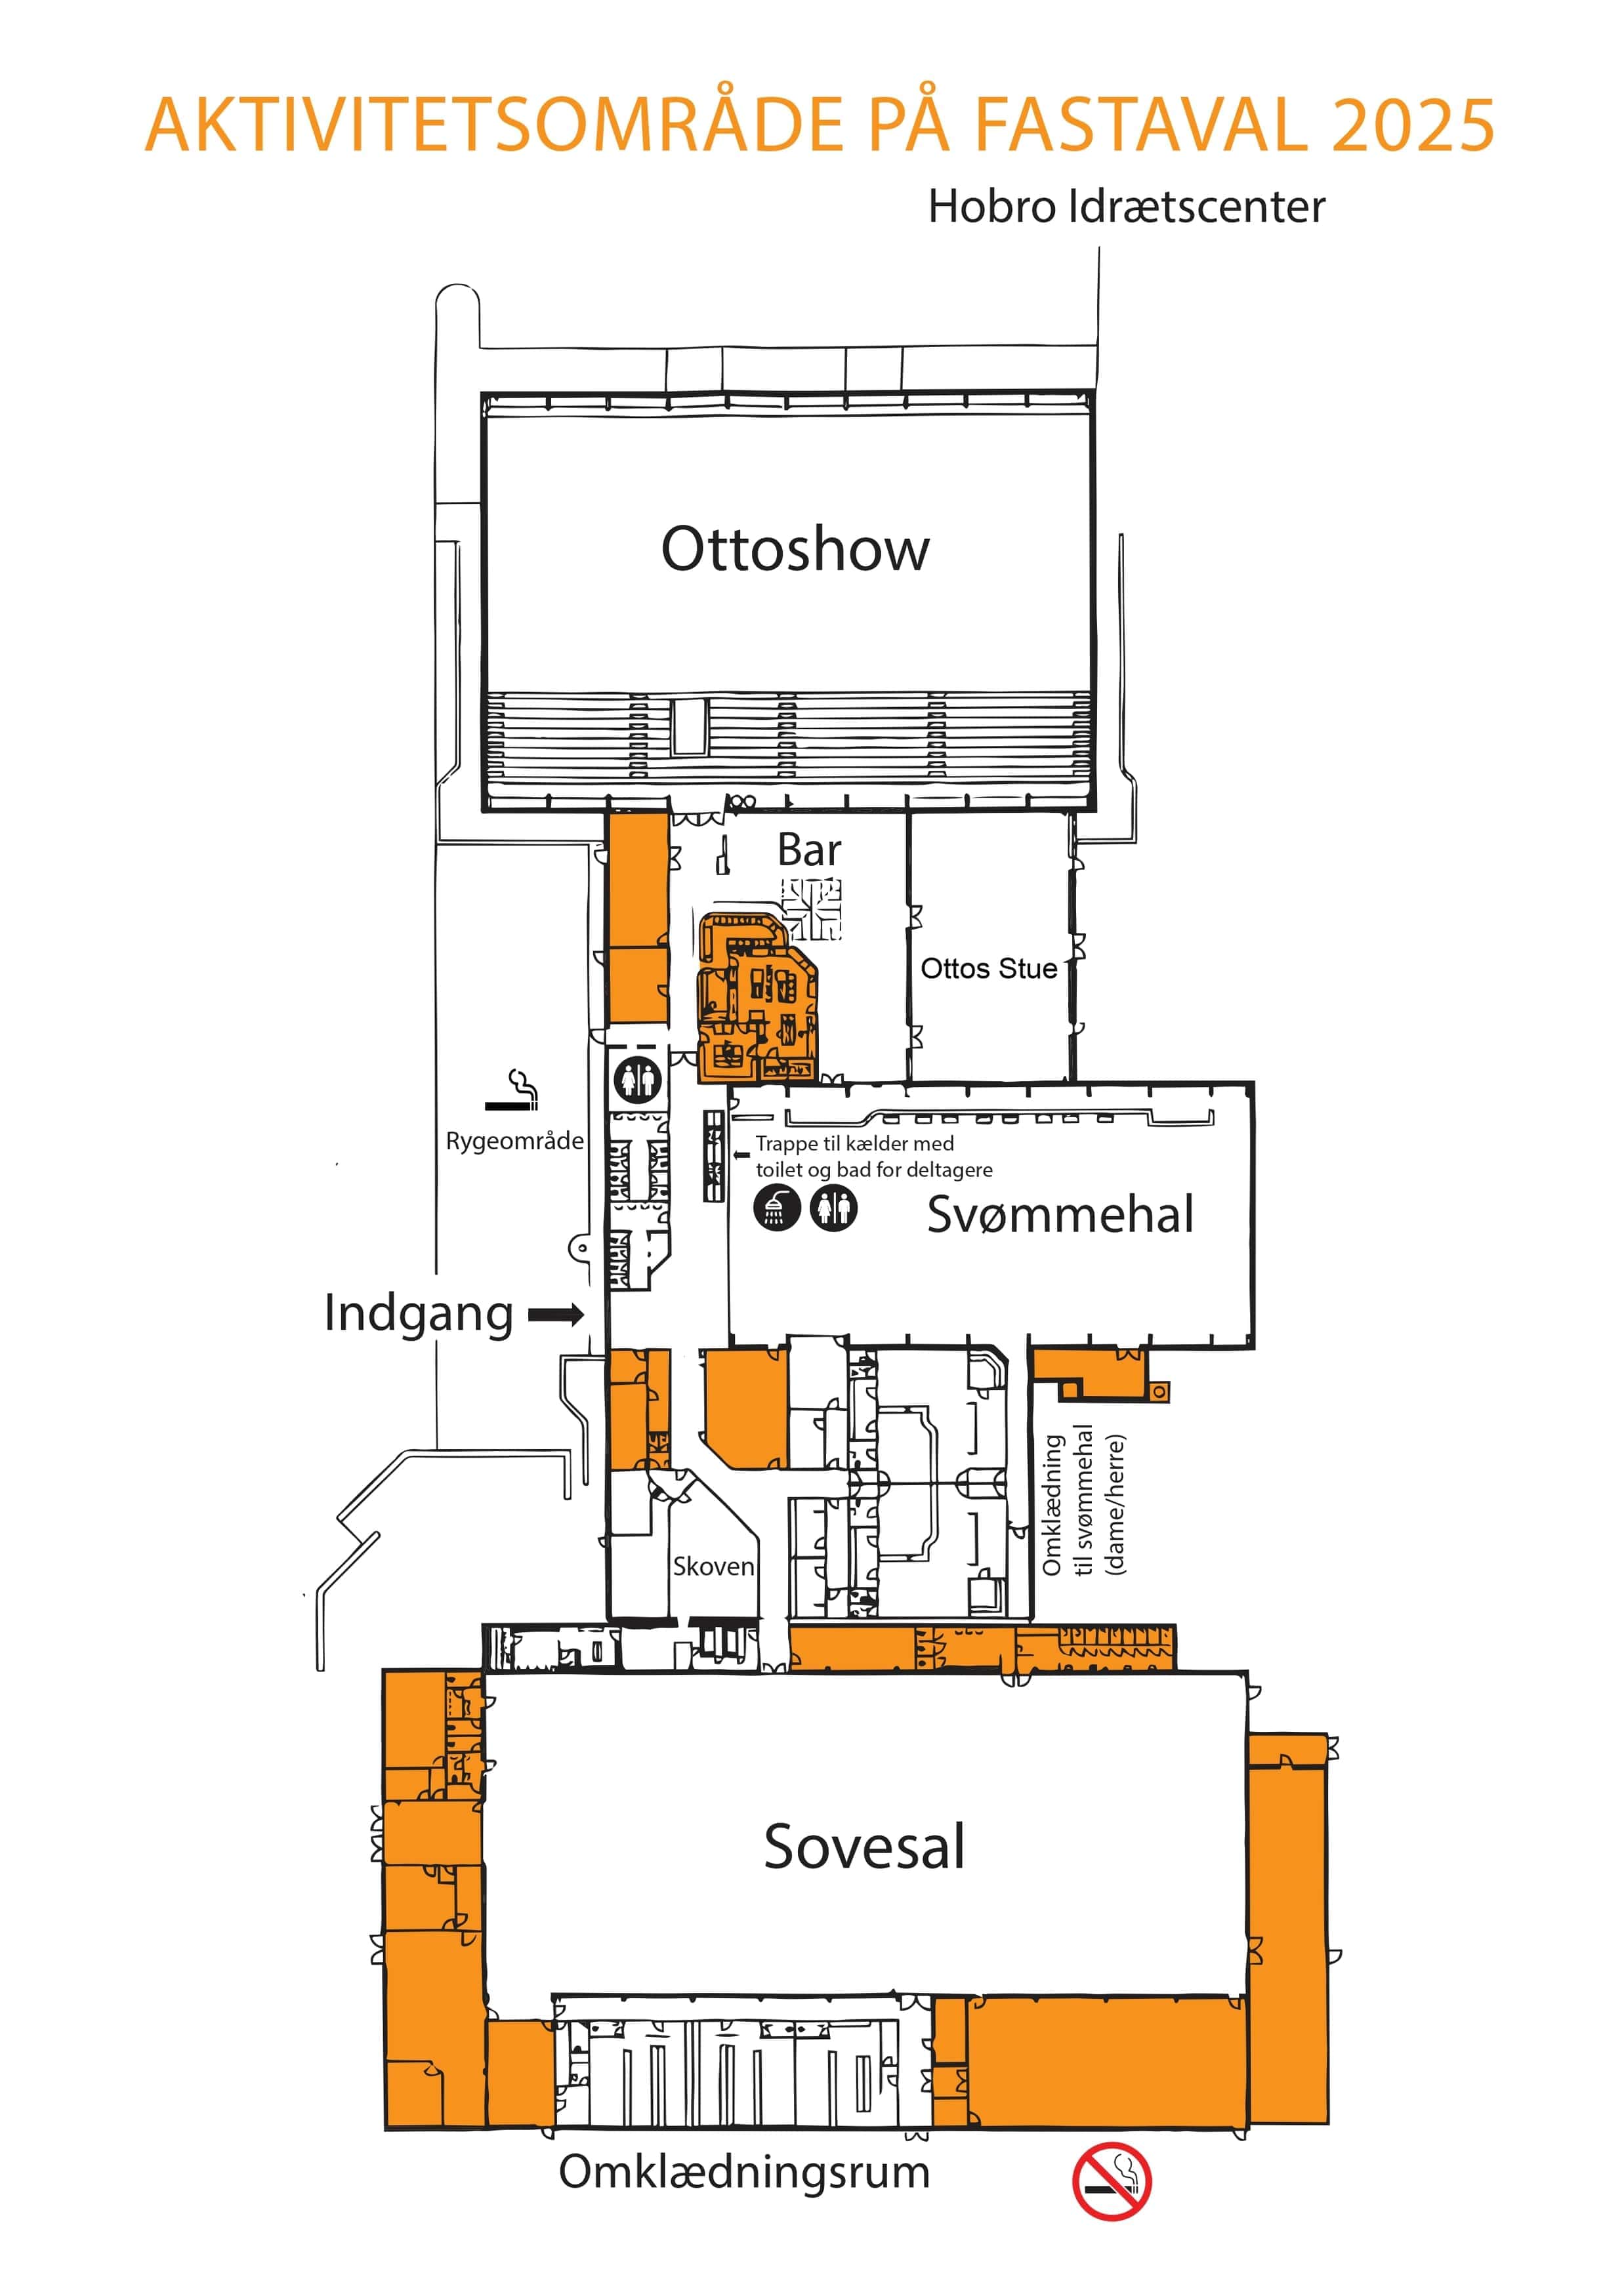 AKTIVITETSOMRÅDE PÅ FASTAVAL 2025
Hobro Idrætscenter
Ottoshow
Bar
Ottos Stue
Rygeområde
Trappe til kælder med
toilet og bad for deltagere
Svømmehal
Indgang
Omklædning
til svømmehal
(dame/herre)
Skoven
Sovesal
Omklædningsrum